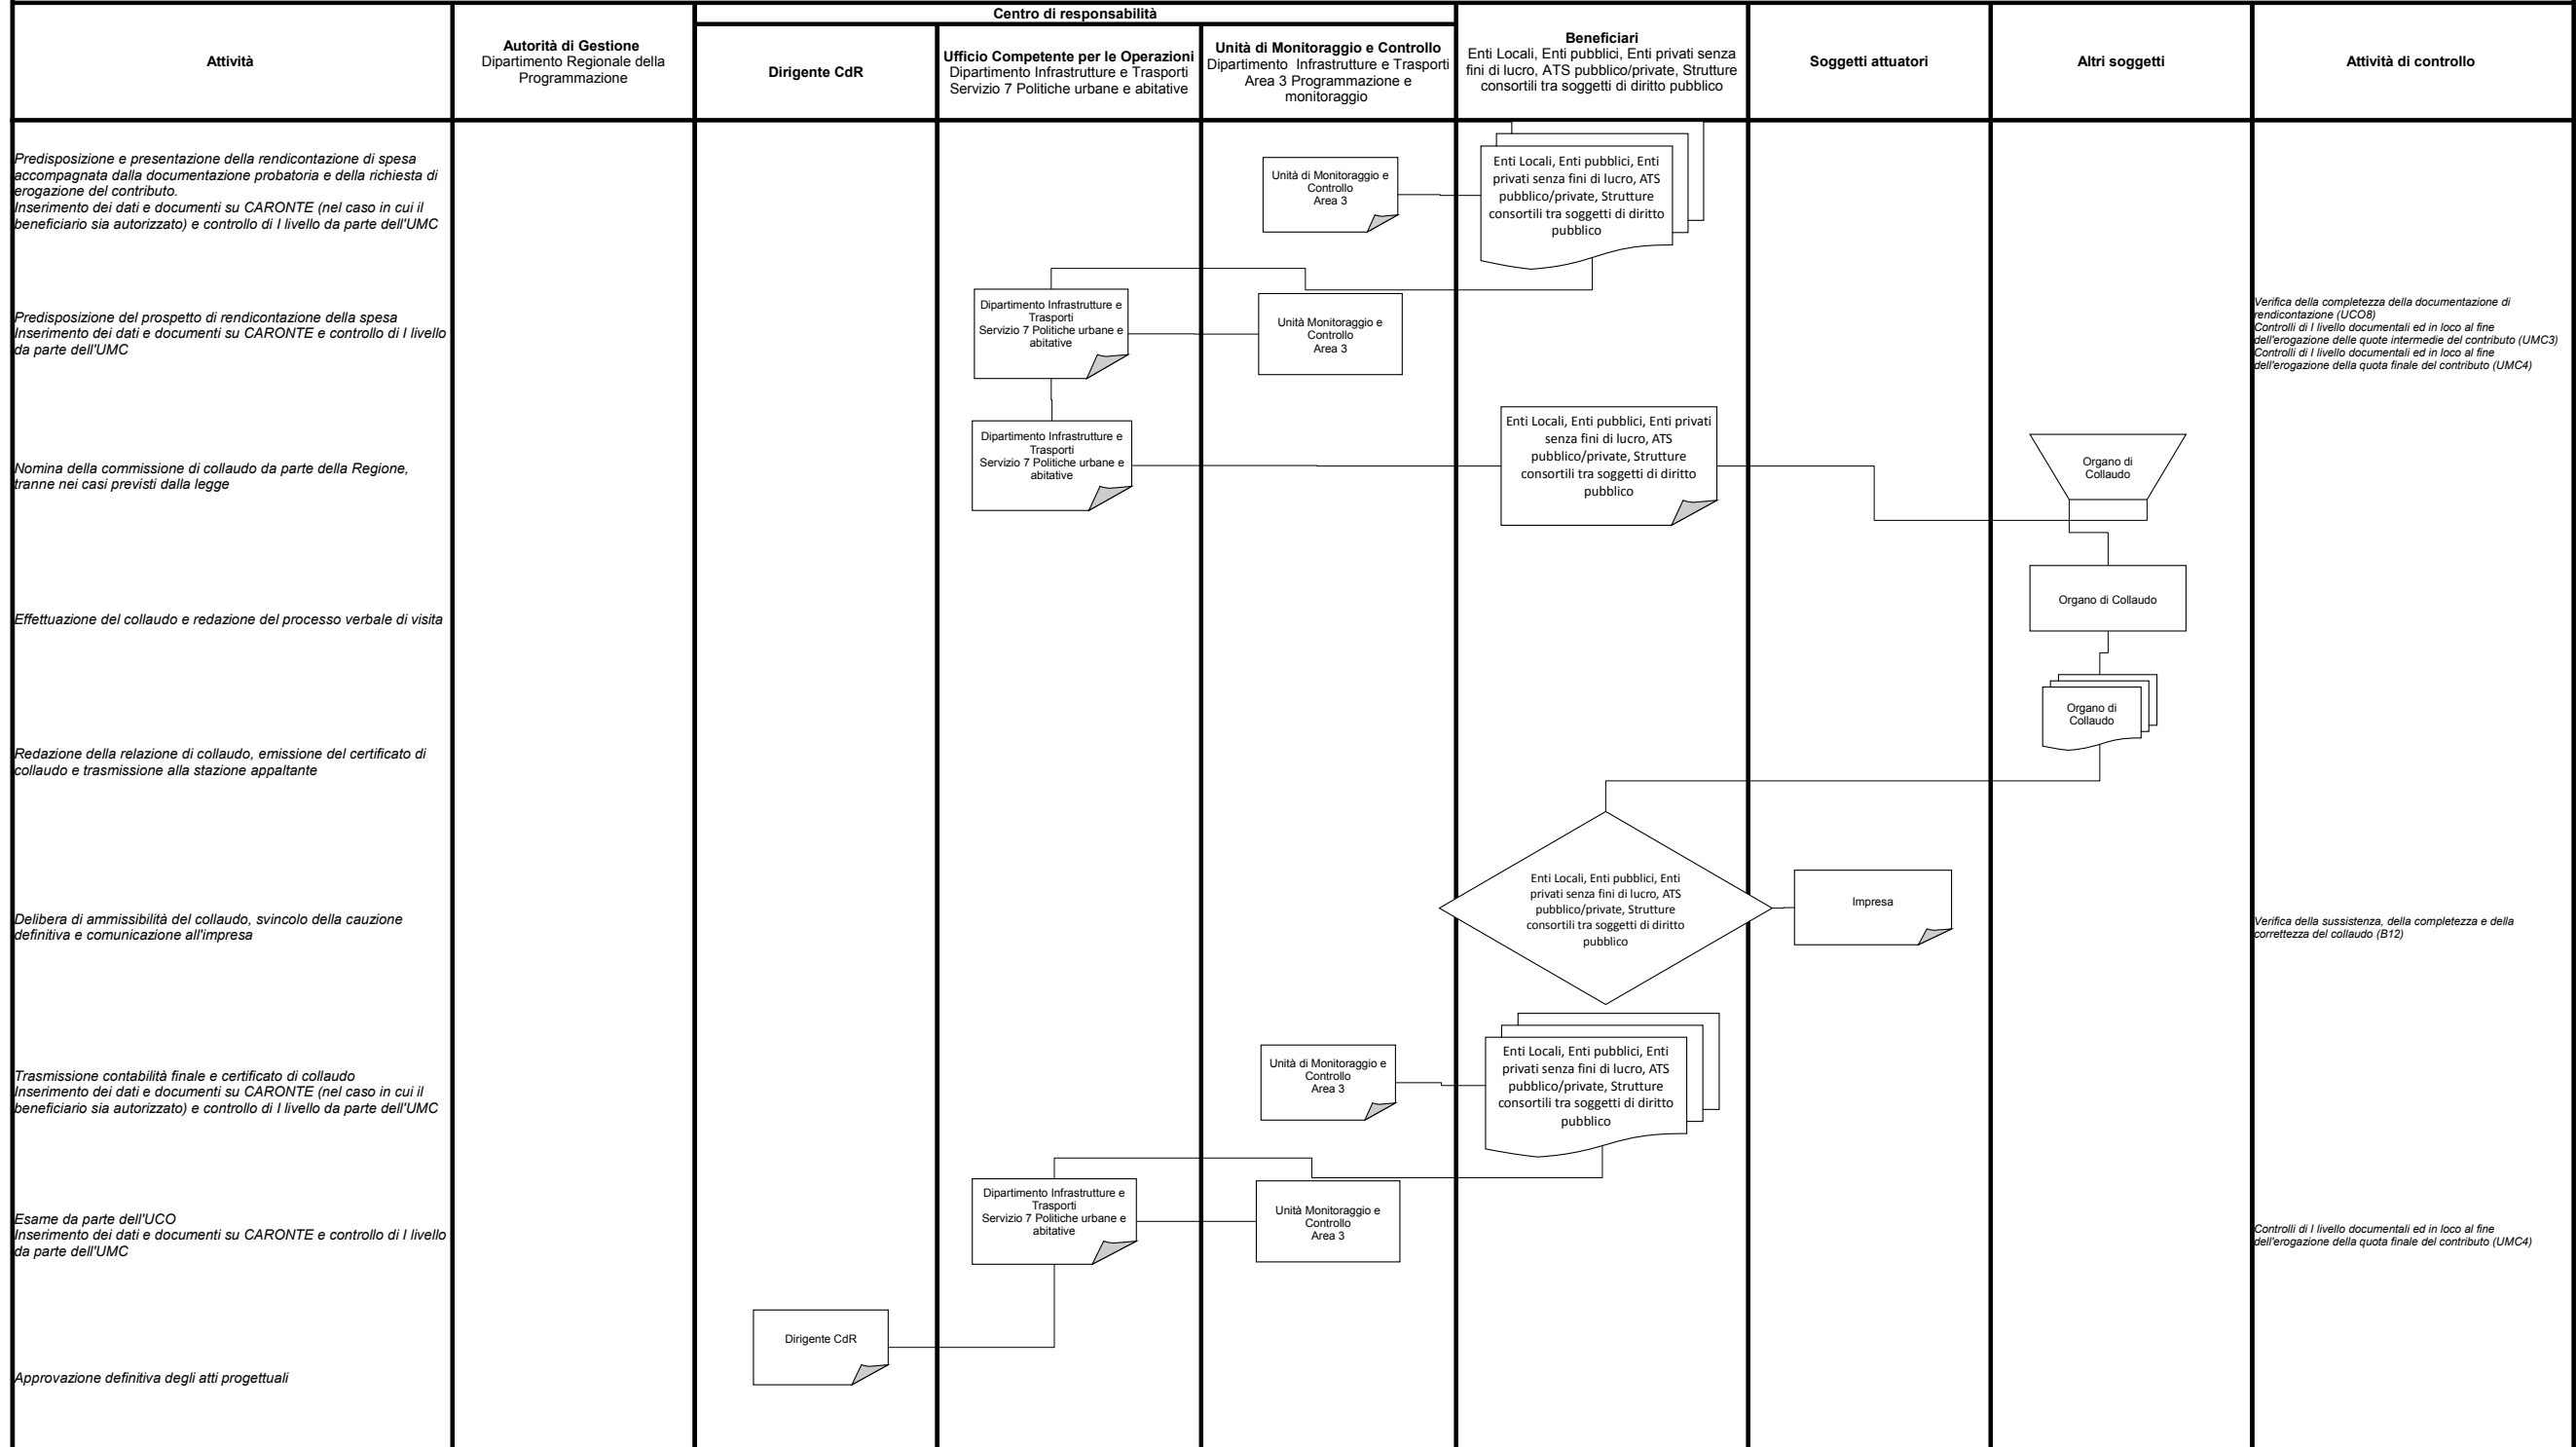 Centro di responsabilità
Attività
Autorità di Gestione
Dipartimento Regionale della
Programmazione
Dirigente CdR
Ufficio Competente per le Operazioni
Dipartimento Infrastrutture e Trasporti
Servizio 7 Politiche urbane e abitative
Unità di Monitoraggio e Controllo
Dipartimento  Infrastrutture e Trasporti
Area 3 Programmazione e
monitoraggio
Beneficiari
Enti Locali, Enti pubblici, Enti privati senza
fini di lucro, ATS pubblico/private, Strutture
consortili tra soggetti di diritto pubblico
Soggetti attuatori
Altri soggetti
Attività di controllo
Predisposizione e presentazione della rendicontazione di spesa
accompagnata dalla documentazione probatoria e della richiesta di
erogazione del contributo.
Inserimento dei dati e documenti su CARONTE (nel caso in cui il
beneficiario sia autorizzato) e controllo di I livello da parte dell'UMC
Unità di Monitoraggio e
Controllo
Area 3
Enti Locali, Enti pubblici, Enti
privati senza fini di lucro, ATS
pubblico/private, Strutture
consortili tra soggetti di diritto
pubblico
Predisposizione del prospetto di rendicontazione della spesa
Inserimento dei dati e documenti su CARONTE e controllo di I livello
da parte dell'UMC
Dipartimento Infrastrutture e
Trasporti
Servizio 7 Politiche urbane e
abitative
Unità Monitoraggio e
Controllo
Area 3
Verifica della completezza della documentazione di
rendicontazione (UCO8)
Controlli di I livello documentali ed in loco al fine
dell'erogazione delle quote intermedie del contributo (UMC3)
Controlli di I livello documentali ed in loco al fine
dell'erogazione della quota finale del contributo (UMC4)
Nomina della commissione di collaudo da parte della Regione,
tranne nei casi previsti dalla legge
Dipartimento Infrastrutture e
Trasporti
Servizio 7 Politiche urbane e
abitative
Enti Locali, Enti pubblici, Enti privati
senza fini di lucro, ATS
pubblico/private, Strutture
consortili tra soggetti di diritto
pubblico
Organo di
Collaudo
Effettuazione del collaudo e redazione del processo verbale di visita
Organo di Collaudo
Redazione della relazione di collaudo, emissione del certificato di
collaudo e trasmissione alla stazione appaltante
Organo di
Collaudo
Delibera di ammissibilità del collaudo, svincolo della cauzione
definitiva e comunicazione all'impresa
Enti Locali, Enti pubblici, Enti
privati senza fini di lucro, ATS
pubblico/private, Strutture
consortili tra soggetti di diritto
pubblico
Impresa
Verifica della sussistenza, della completezza e della
correttezza del collaudo (B12)
Trasmissione contabilità finale e certificato di collaudo
Inserimento dei dati e documenti su CARONTE (nel caso in cui il
beneficiario sia autorizzato) e controllo di I livello da parte dell'UMC
Unità di Monitoraggio e
Controllo
Area 3
Enti Locali, Enti pubblici, Enti
privati senza fini di lucro, ATS
pubblico/private, Strutture
consortili tra soggetti di diritto
pubblico
Esame da parte dell'UCO
Inserimento dei dati e documenti su CARONTE e controllo di I livello
da parte dell'UMC
Dipartimento Infrastrutture e
Trasporti
Servizio 7 Politiche urbane e
abitative
Unità Monitoraggio e
Controllo
Area 3
Controlli di I livello documentali ed in loco al fine
dell'erogazione della quota finale del contributo (UMC4)
Dirigente CdR
Approvazione definitiva degli atti progettuali